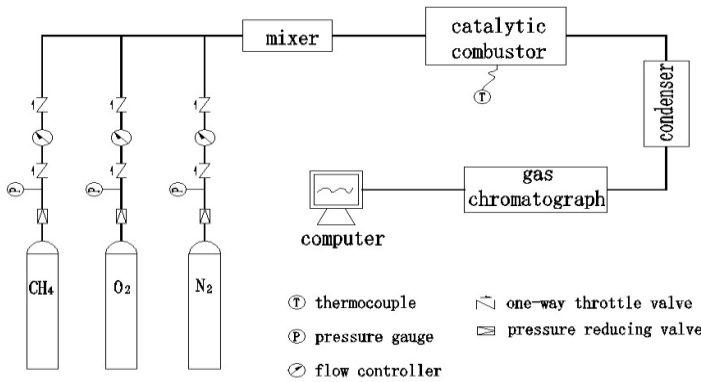 mixer
catalytic
combustor
T
condenser
P
P
P
gas
chromatograph
computer
CH4
O2
N2
T thermocouple
one-way throttle valve
P pressure gauge
pressure reducing valve
flow controller